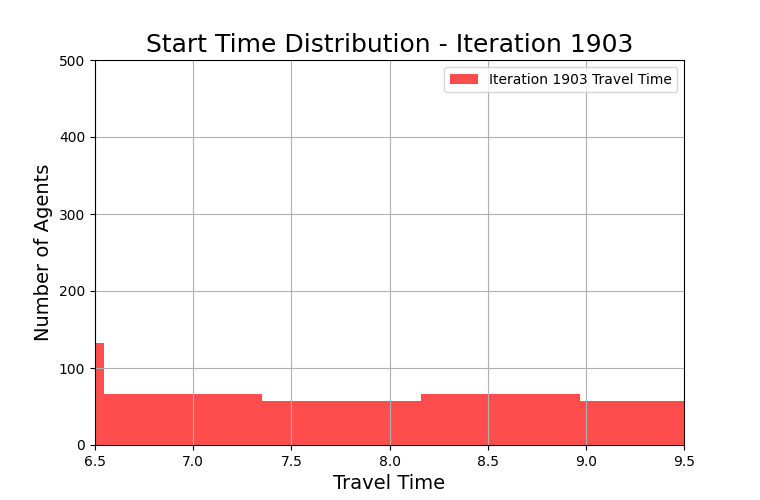 Start Time Distribution - Iteration 1903
Iteration 1903 Travel Time
Number of Agents
500
400
300
200
100
0
6.5 7.0 7.5 8.0 8.5 9.0 9.5
Travel Time